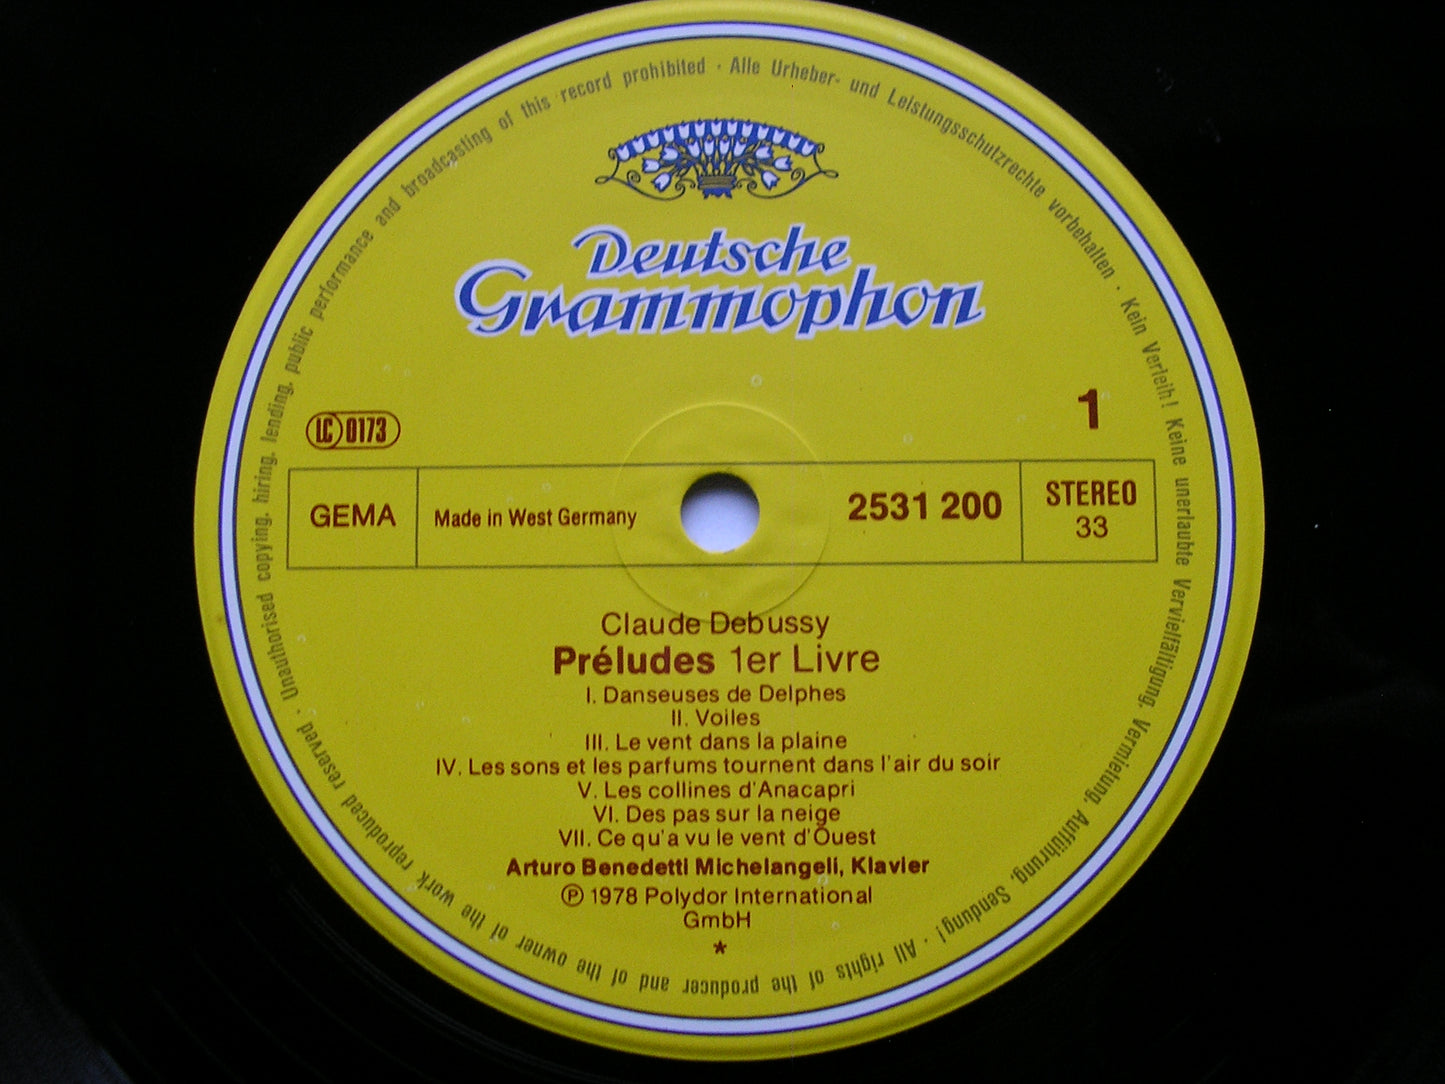 Deutsche
Grammophon
1
LC 0173
GEMA
Made in West Germany
2531 200
STEREO
33
Claude Debussy
Préludes 1er Livre
I. Danseuses de Delphes
II. Voiles
III. Le vent dans la plaine
IV. Les sons et les parfums tournent dans l'air du soir
V. Les collines d'Anacapri
VI. Des pas sur la neige
VII. Ce qu'a vu le vent d'Ouest
Arturo Benedetti Michelangeli, Klavier
℗ 1978 Polydor International
GmbH
*
Alle Urheber- und Leistungsschutzrechte vorbehalten · Kein Verleih! Keine unerlaubte Vervielfältigung, Vermietung, Aufführung, Sendung! · All rights of the producer and of the owner of the work reproduced reserved · Unauthorised copying, hiring, lending, public performance and broadcasting of this record prohibited ·